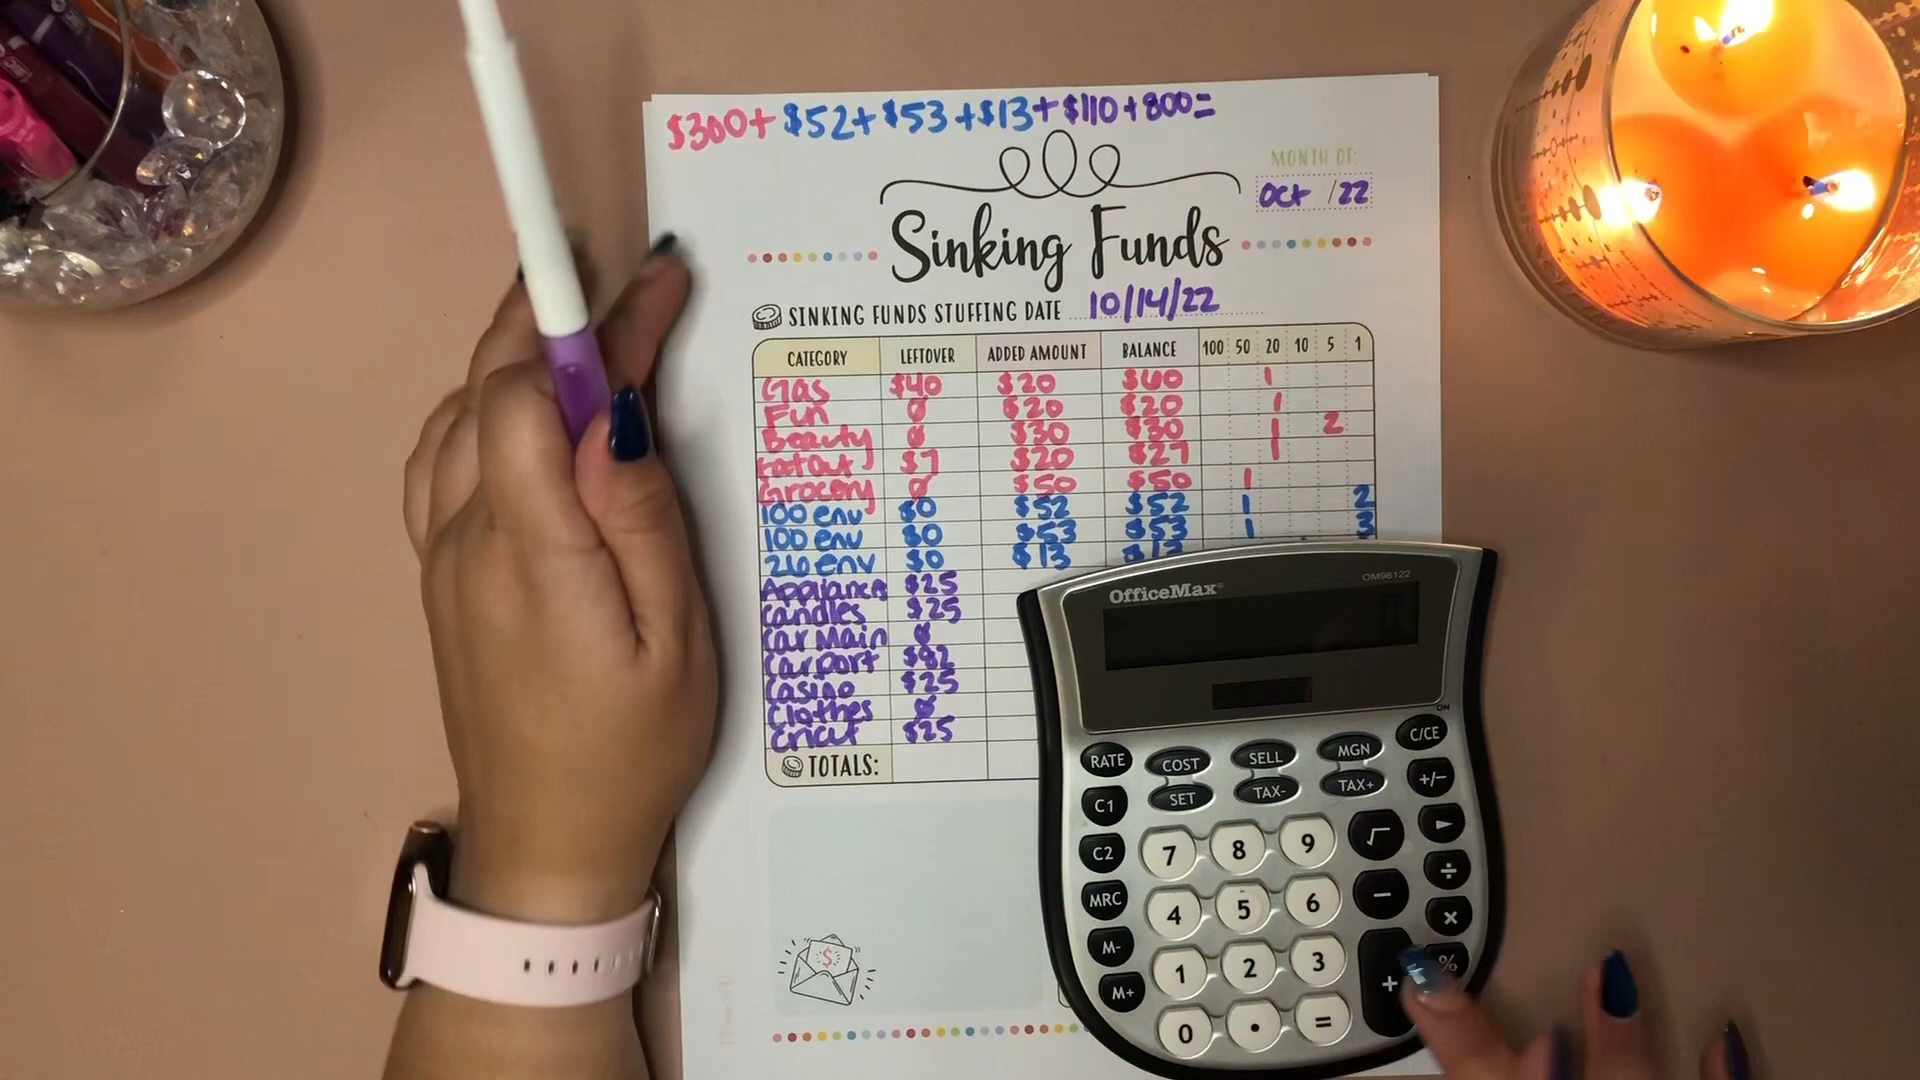 $300+ $52+ $53 +$13+ $110+800=
MONTH OF:
Oct /22
Sinking Funds
SINKING FUNDS STUFFING DATE 10/14/22
CATEGORY LEFTOVER ADDED AMOUNT BALANCE 100 50 20 10 5 1
Gas $40 $20 $60 1
Fun 0 $20 $20 1
Beauty 0 $30 $30 1 2
Eat Out $7 $20 $27 1
Grocery 0 $50 $50 1
100 env $0 $52 $52 1 2
100 env $0 $53 $53 1 3
26 env $0 $13 $13
Appliances $25
Candles $25
Car Main 0
Car port $82
Casino $25
Clothes 0
Cricut $25
TOTALS:
$
OfficeMax® OM96122
ON
RATE COST SELL MGN C/CE
C1 SET TAX- TAX+ +/-
C2 7 8 9 √ ►
MRC 4 5 6 − ÷
M- 1 2 3 + ×
M+ 0 • = %